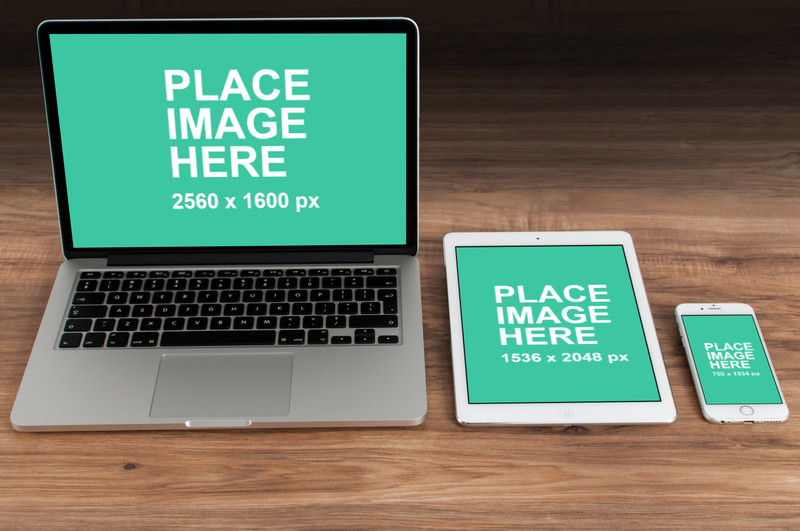 PLACE
IMAGE
HERE
2560 x 1600 px
PLACE
IMAGE
HERE
1536 x 2048 px
PLACE
IMAGE
HERE
750 x 1334 px